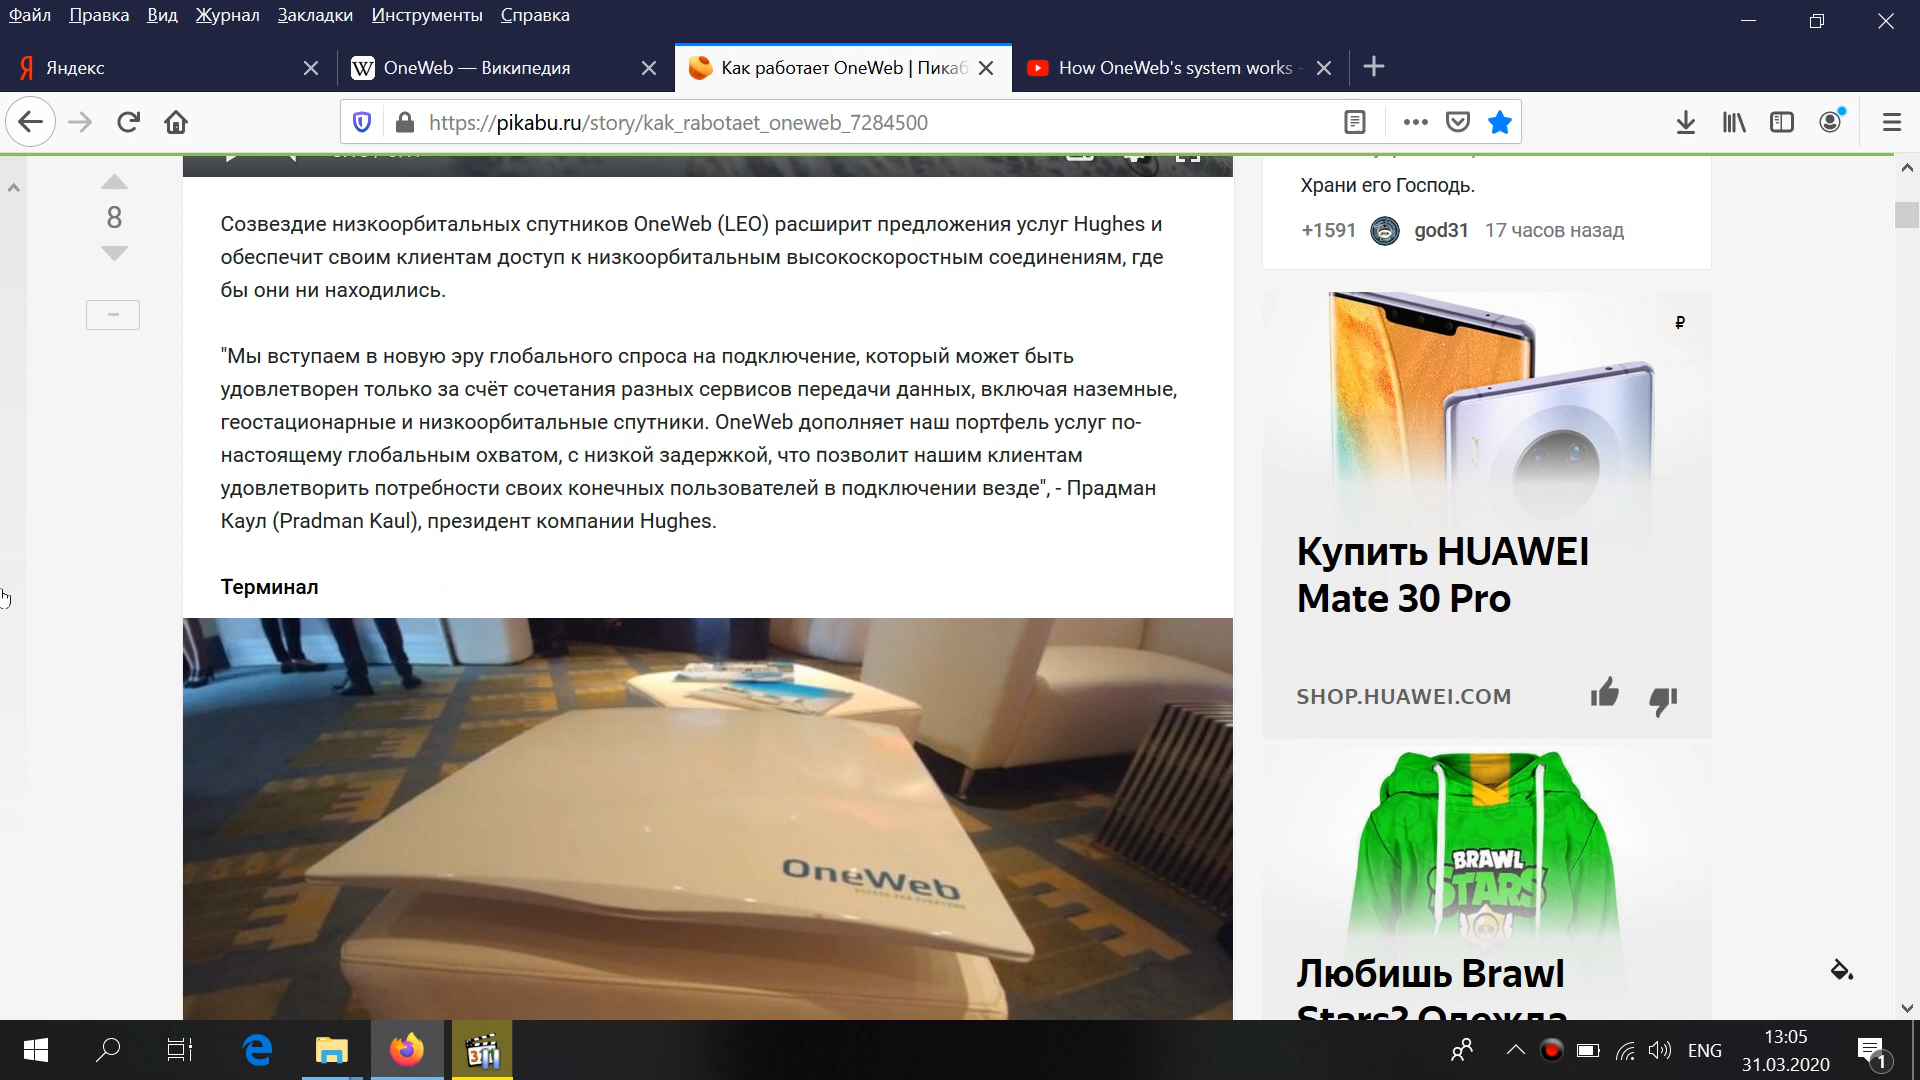 Файл Правка Вид Журнал Закладки Инструменты Справка
Яндекс
OneWeb — Википедия
Как работает OneWeb | Пикаб
How OneWeb's system works -
https://pikabu.ru/story/kak_rabotaet_oneweb_7284500
8
Созвездие низкоорбитальных спутников OneWeb (LEO) расширит предложения услуг Hughes и
обеспечит своим клиентам доступ к низкоорбитальным высокоскоростным соединениям, где
бы они ни находились.
"Мы вступаем в новую эру глобального спроса на подключение, который может быть
удовлетворен только за счёт сочетания разных сервисов передачи данных, включая наземные,
геостационарные и низкоорбитальные спутники. OneWeb дополняет наш портфель услуг по-
настоящему глобальным охватом, с низкой задержкой, что позволит нашим клиентам
удовлетворить потребности своих конечных пользователей в подключении везде", - Прадман
Каул (Pradman Kaul), президент компании Hughes.
Терминал
OneWeb
Храни его Господь.
+1591 god31 17 часов назад
₽
Купить HUAWEI
Mate 30 Pro
SHOP.HUAWEI.COM
BRAWL
STARS
Любишь Brawl
Stars? Одежда
ENG
13:05
31.03.2020
1